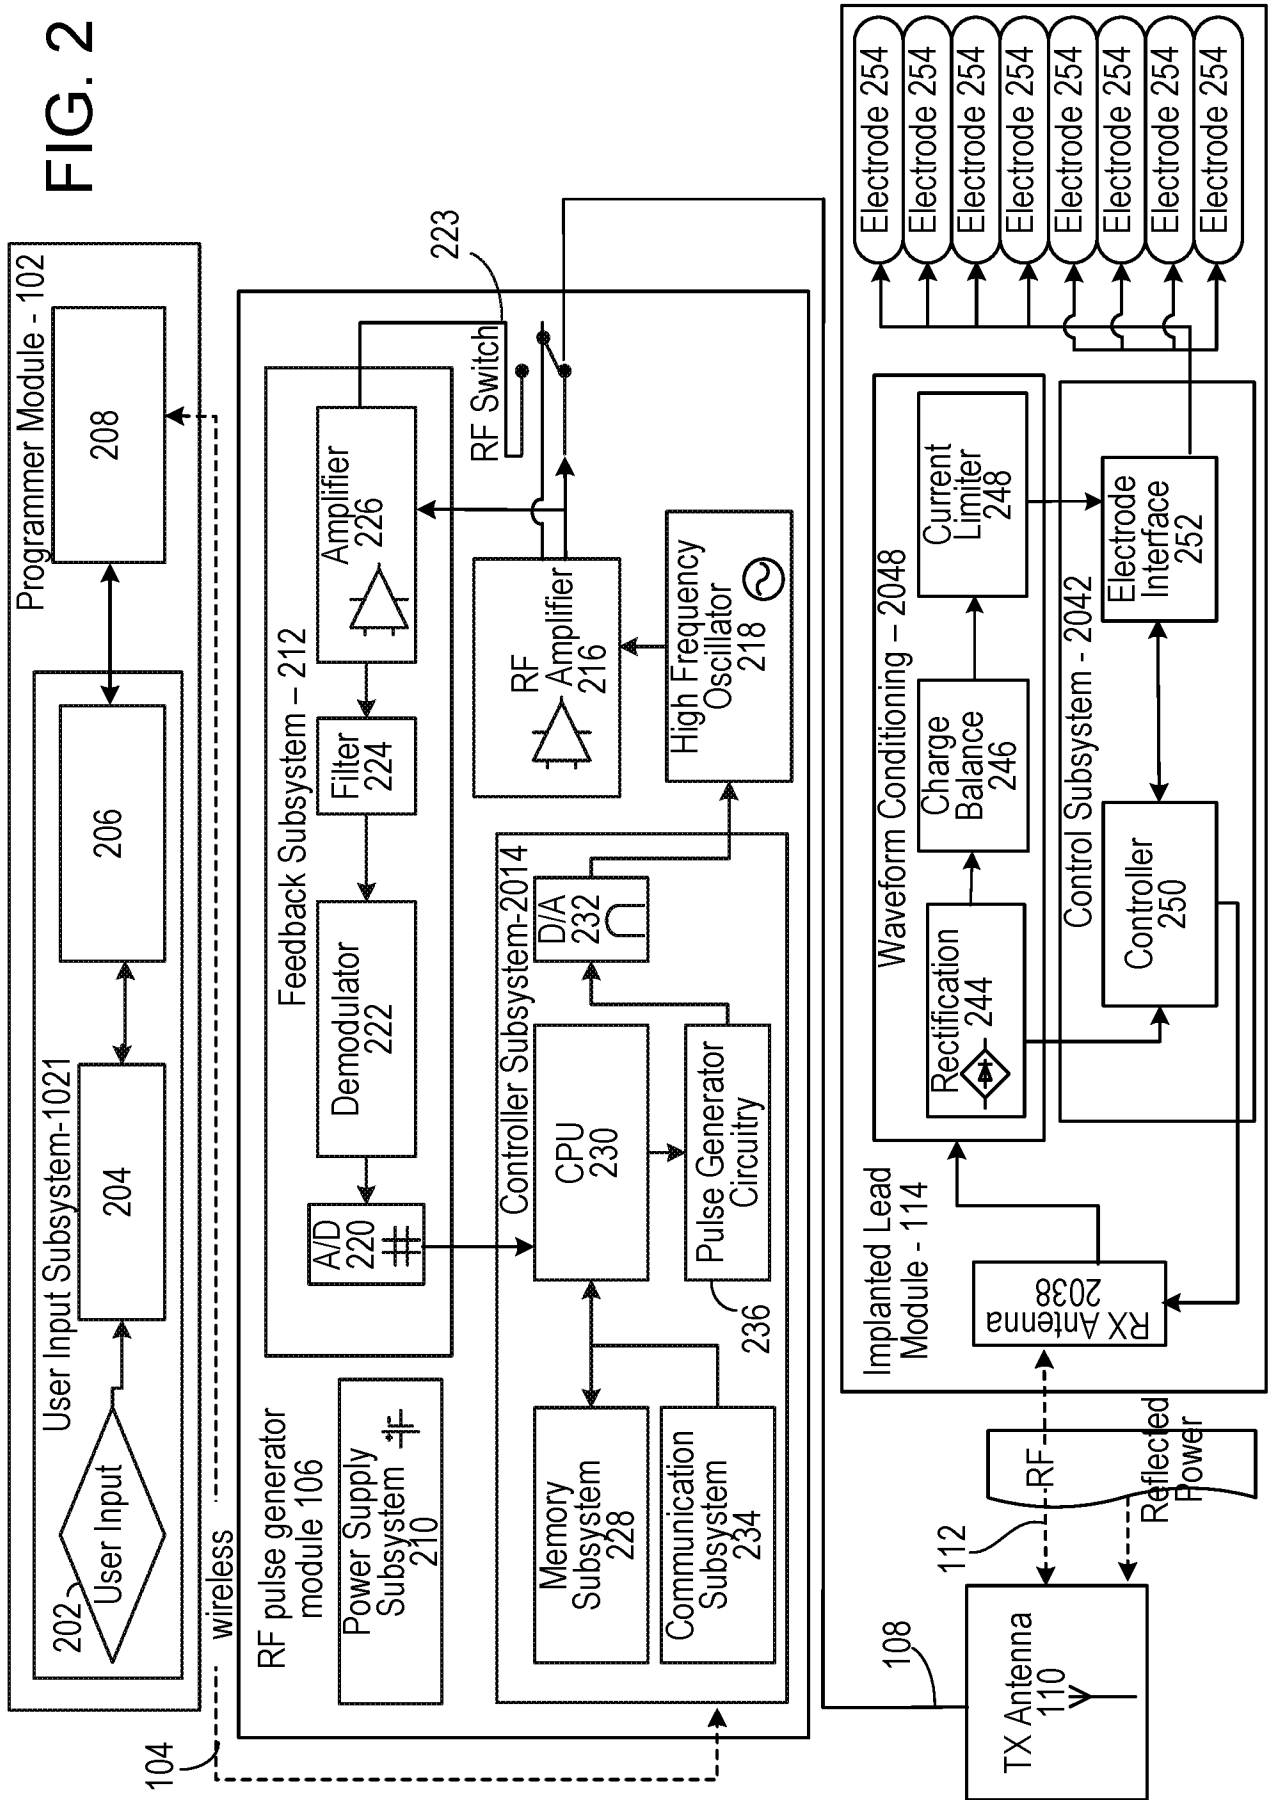 FIG. 2
Programmer Module - 102
User Input Subsystem-1021
202
User Input
204
206
208
104
wireless
RF pulse generator
module 106
Power Supply
Subsystem
210
Feedback Subsystem – 212
A/D
220
Demodulator
222
Filter
224
Amplifier
226
223
RF Switch
Controller Subsystem-2014
Memory
Subsystem
228
Communication
Subsystem
234
CPU
230
Pulse Generator
Circuitry
236
D/A
232
RF
Amplifier
216
High Frequency
Oscillator
218
108
TX Antenna
110
112
RF
Reflected
Power
Implanted Lead
Module - 114
RX Antenna
2038
Waveform Conditioning – 2048
Rectification
244
Charge
Balance
246
Current
Limiter
248
Control Subsystem - 2042
Controller
250
Electrode
Interface
252
Electrode 254
Electrode 254
Electrode 254
Electrode 254
Electrode 254
Electrode 254
Electrode 254
Electrode 254